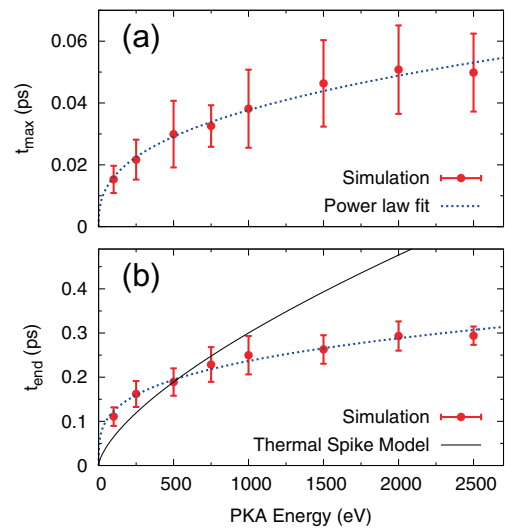 (a)
0.06
0.04
0.02
0
t_max (ps)
Simulation
Power law fit
(b)
0.4
0.3
0.2
0.1
0
t_end (ps)
Simulation
Thermal Spike Model
0 500 1000 1500 2000 2500
PKA Energy (eV)